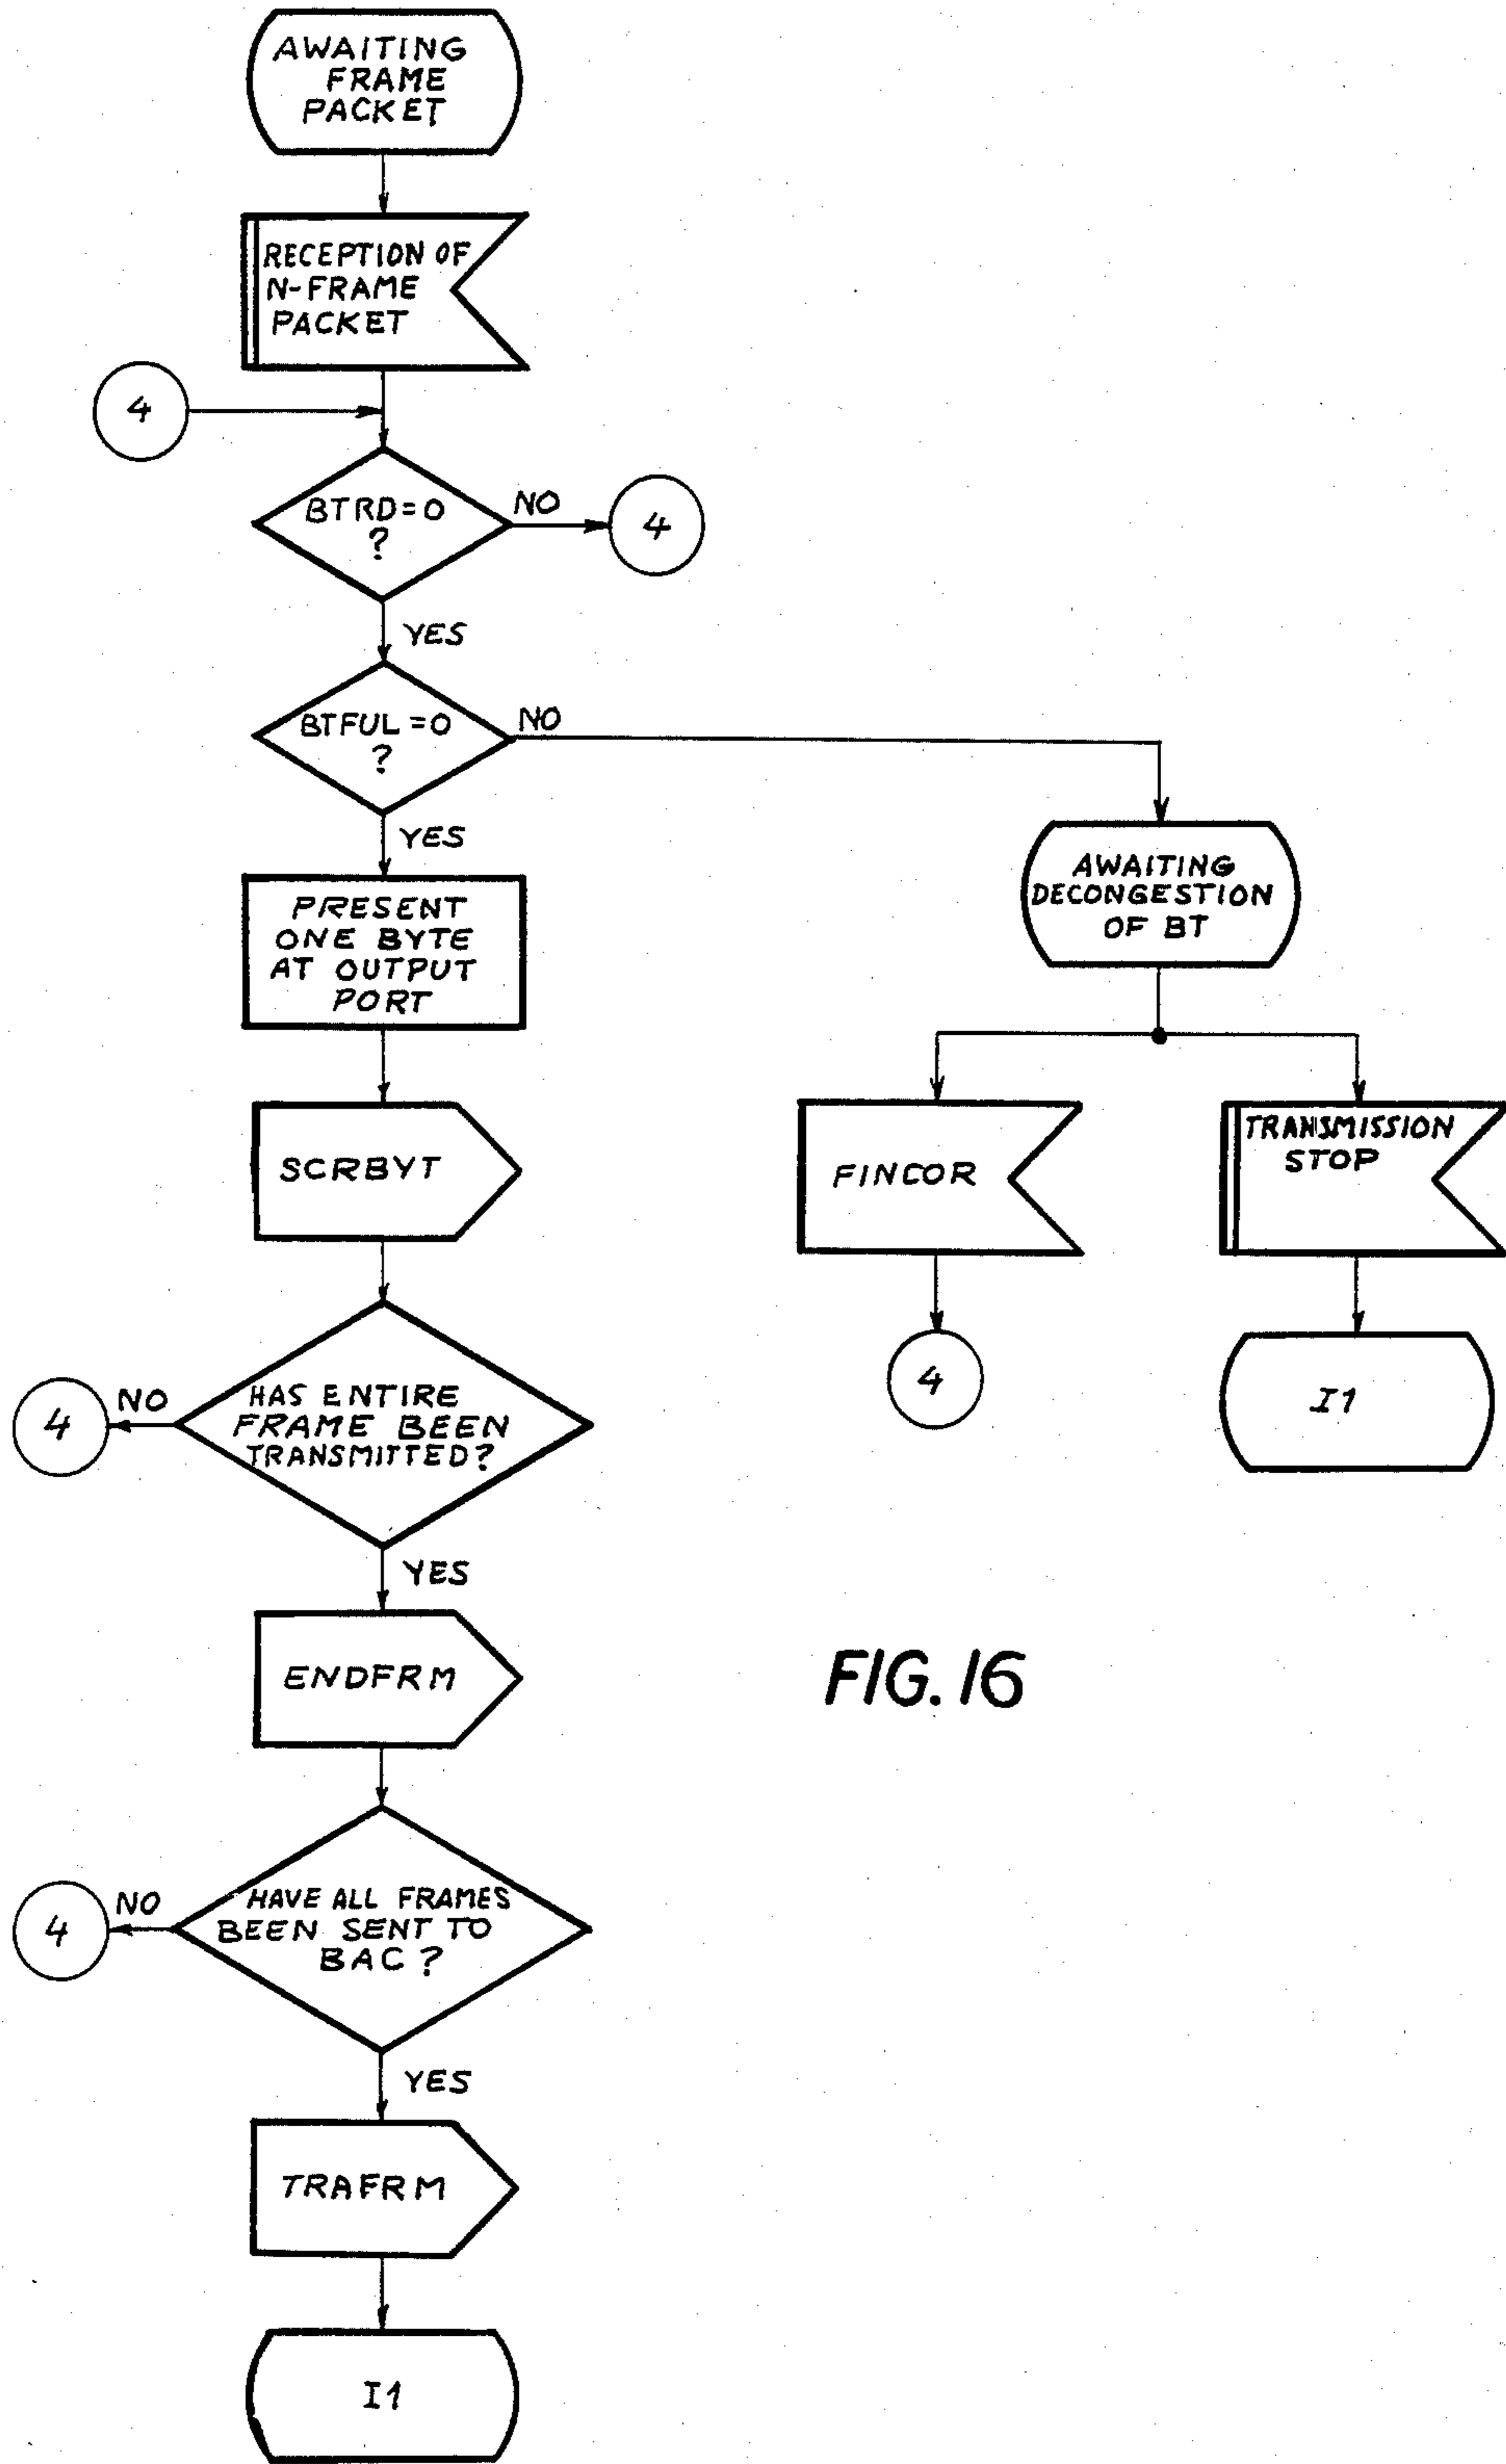 AWAITING
FRAME
PACKET
RECEPTION OF
N-FRAME
PACKET
4
BTRD=0
?
NO
4
YES
BTFUL=0
?
NO
YES
PRESENT
ONE BYTE
AT OUTPUT
PORT
AWAITING
DECONGESTION
OF BT
SCRBYT
FINCOR
TRANSMISSION
STOP
4
I1
HAS ENTIRE
FRAME BEEN
TRANSMITTED?
NO
4
YES
ENDFRM
FIG. 16
HAVE ALL FRAMES
BEEN SENT TO
BAC?
NO
4
YES
TRAFRM
I1